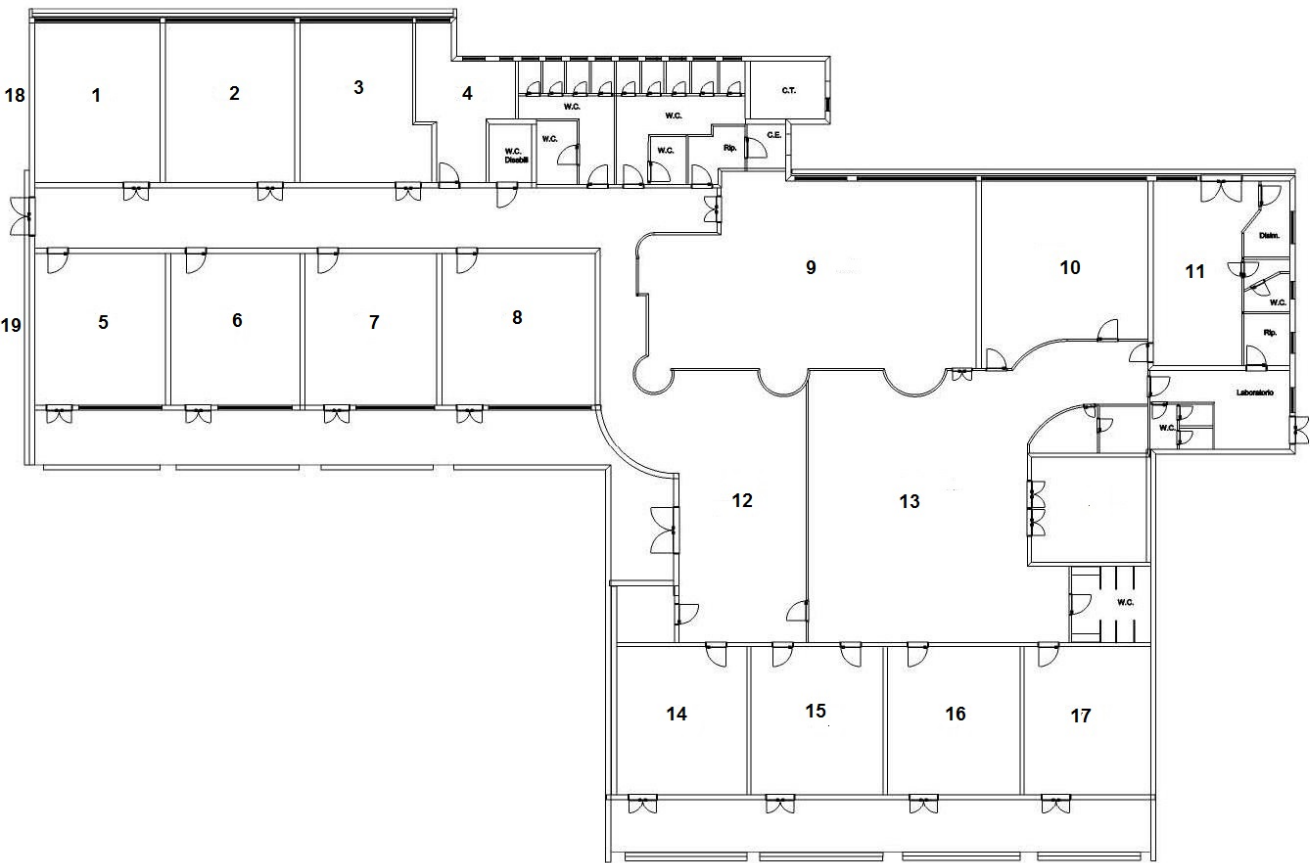 18
1
2
3
4
W.C.
W.C.
C.T.
W.C.
Disabili
W.C.
W.C.
Rip.
C.E.
19
5
6
7
8
9
10
11
Disim.
W.C.
Rip.
Laboratorio
W.C.
12
13
W.C.
14
15
16
17